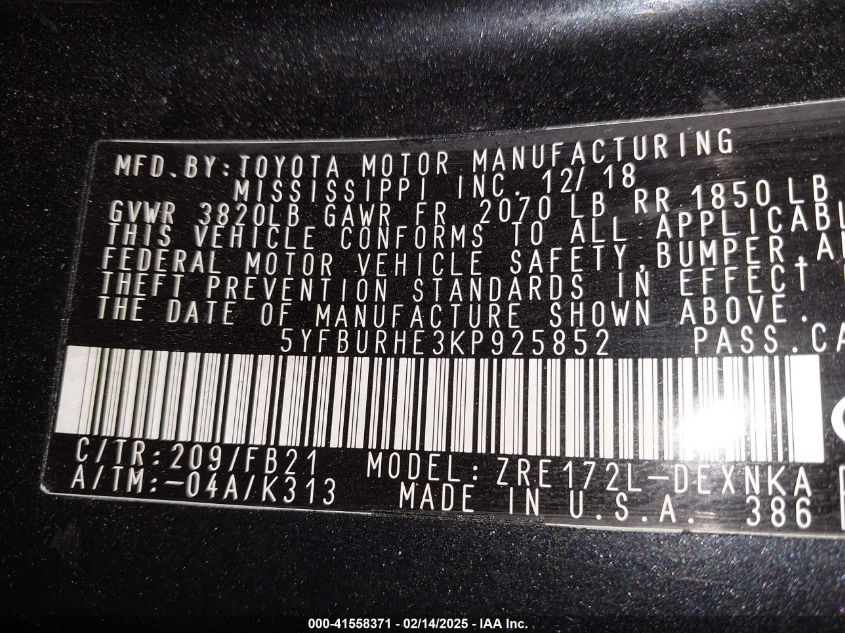 MFD.BY:TOYOTA MOTOR MANUFACTURING
MISSISSIPPI INC. 12/ 18
GVWR 3820LB GAWR FR 2070 LB RR 1850 LB
THIS VEHICLE CONFORMS TO ALL APPLICABL
FEDERAL MOTOR VEHICLE SAFETY,BUMPER,
THEFT PREVENTION STANDARDS IN EFFECT
THE DATE OF MANUFACTURE SHOWN ABOVE.
5YFBURHE3KP925852 PASS.CA
C/TR:209/FB21 MODEL: ZRE172L-DEXNKA
A/TM:-04A/K313 MADE IN U.S.A. 386
000-41558371 - 02/14/2025 - IAA Inc.